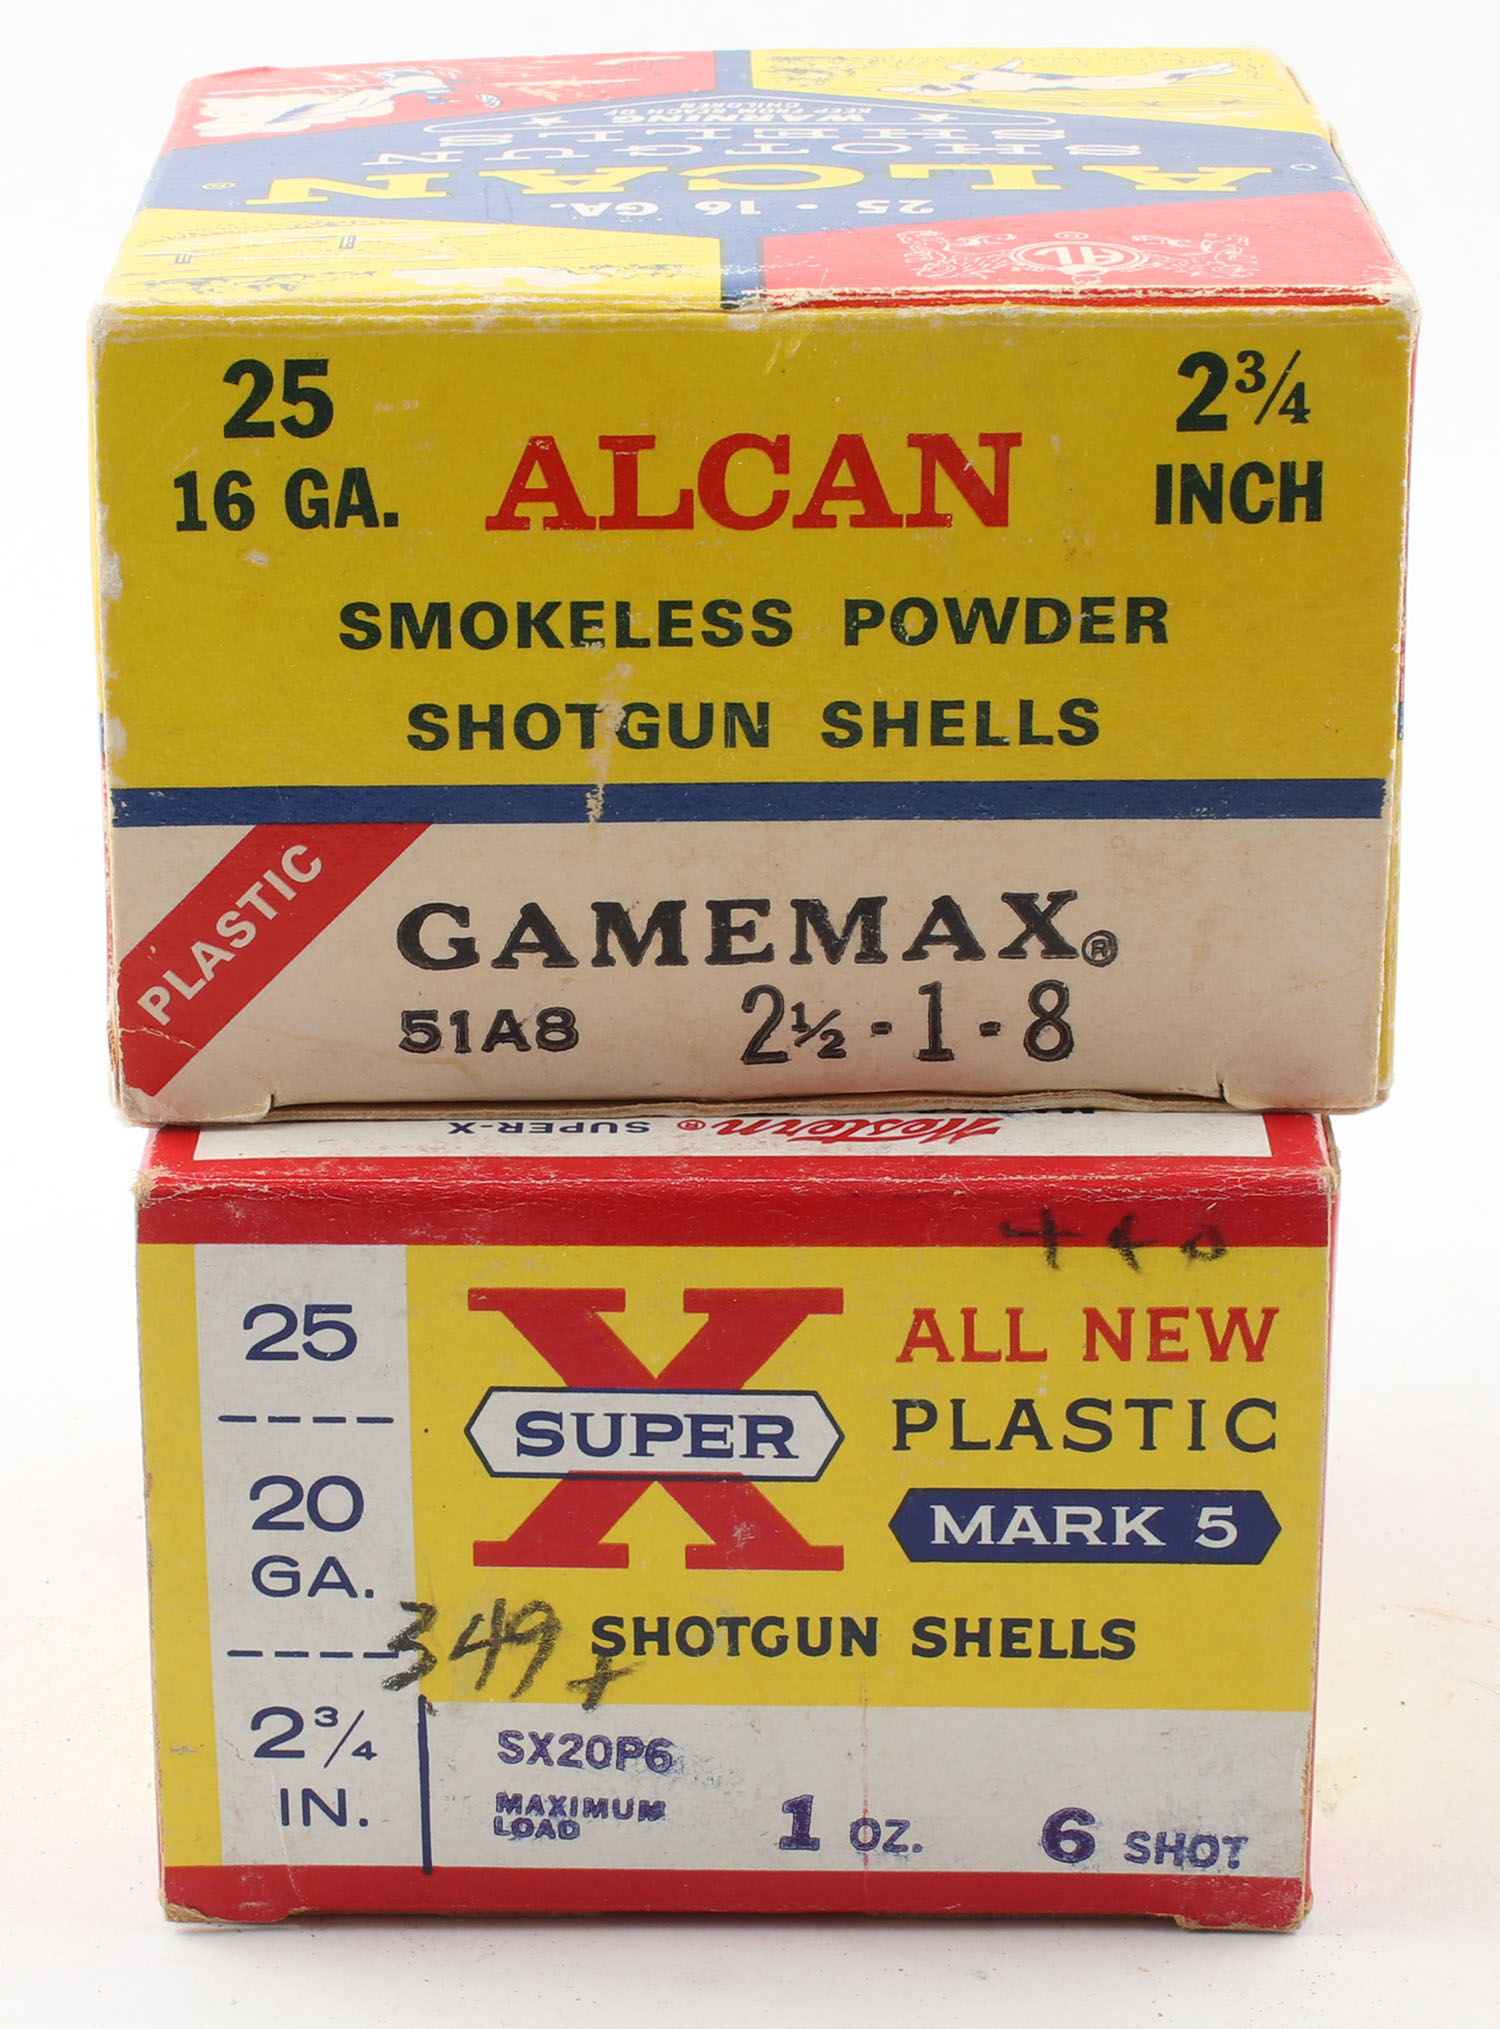 WARNING
KEEP FROM REACH OF
CHILDREN
SHOTGUN
SHELLS
ALCAN®
25 • 16 GA.
AL
25
16 GA.
ALCAN
2¾
INCH
SMOKELESS POWDER
SHOTGUN SHELLS
PLASTIC
GAMEMAX®
51A8 2½-1-8
Western® SUPER-X
25
20
GA.
2¾
IN.
X
SUPER
ALL NEW
PLASTIC
MARK 5
349
SHOTGUN SHELLS
SX20P6
MAXIMUM
LOAD
1 OZ. 6 SHOT